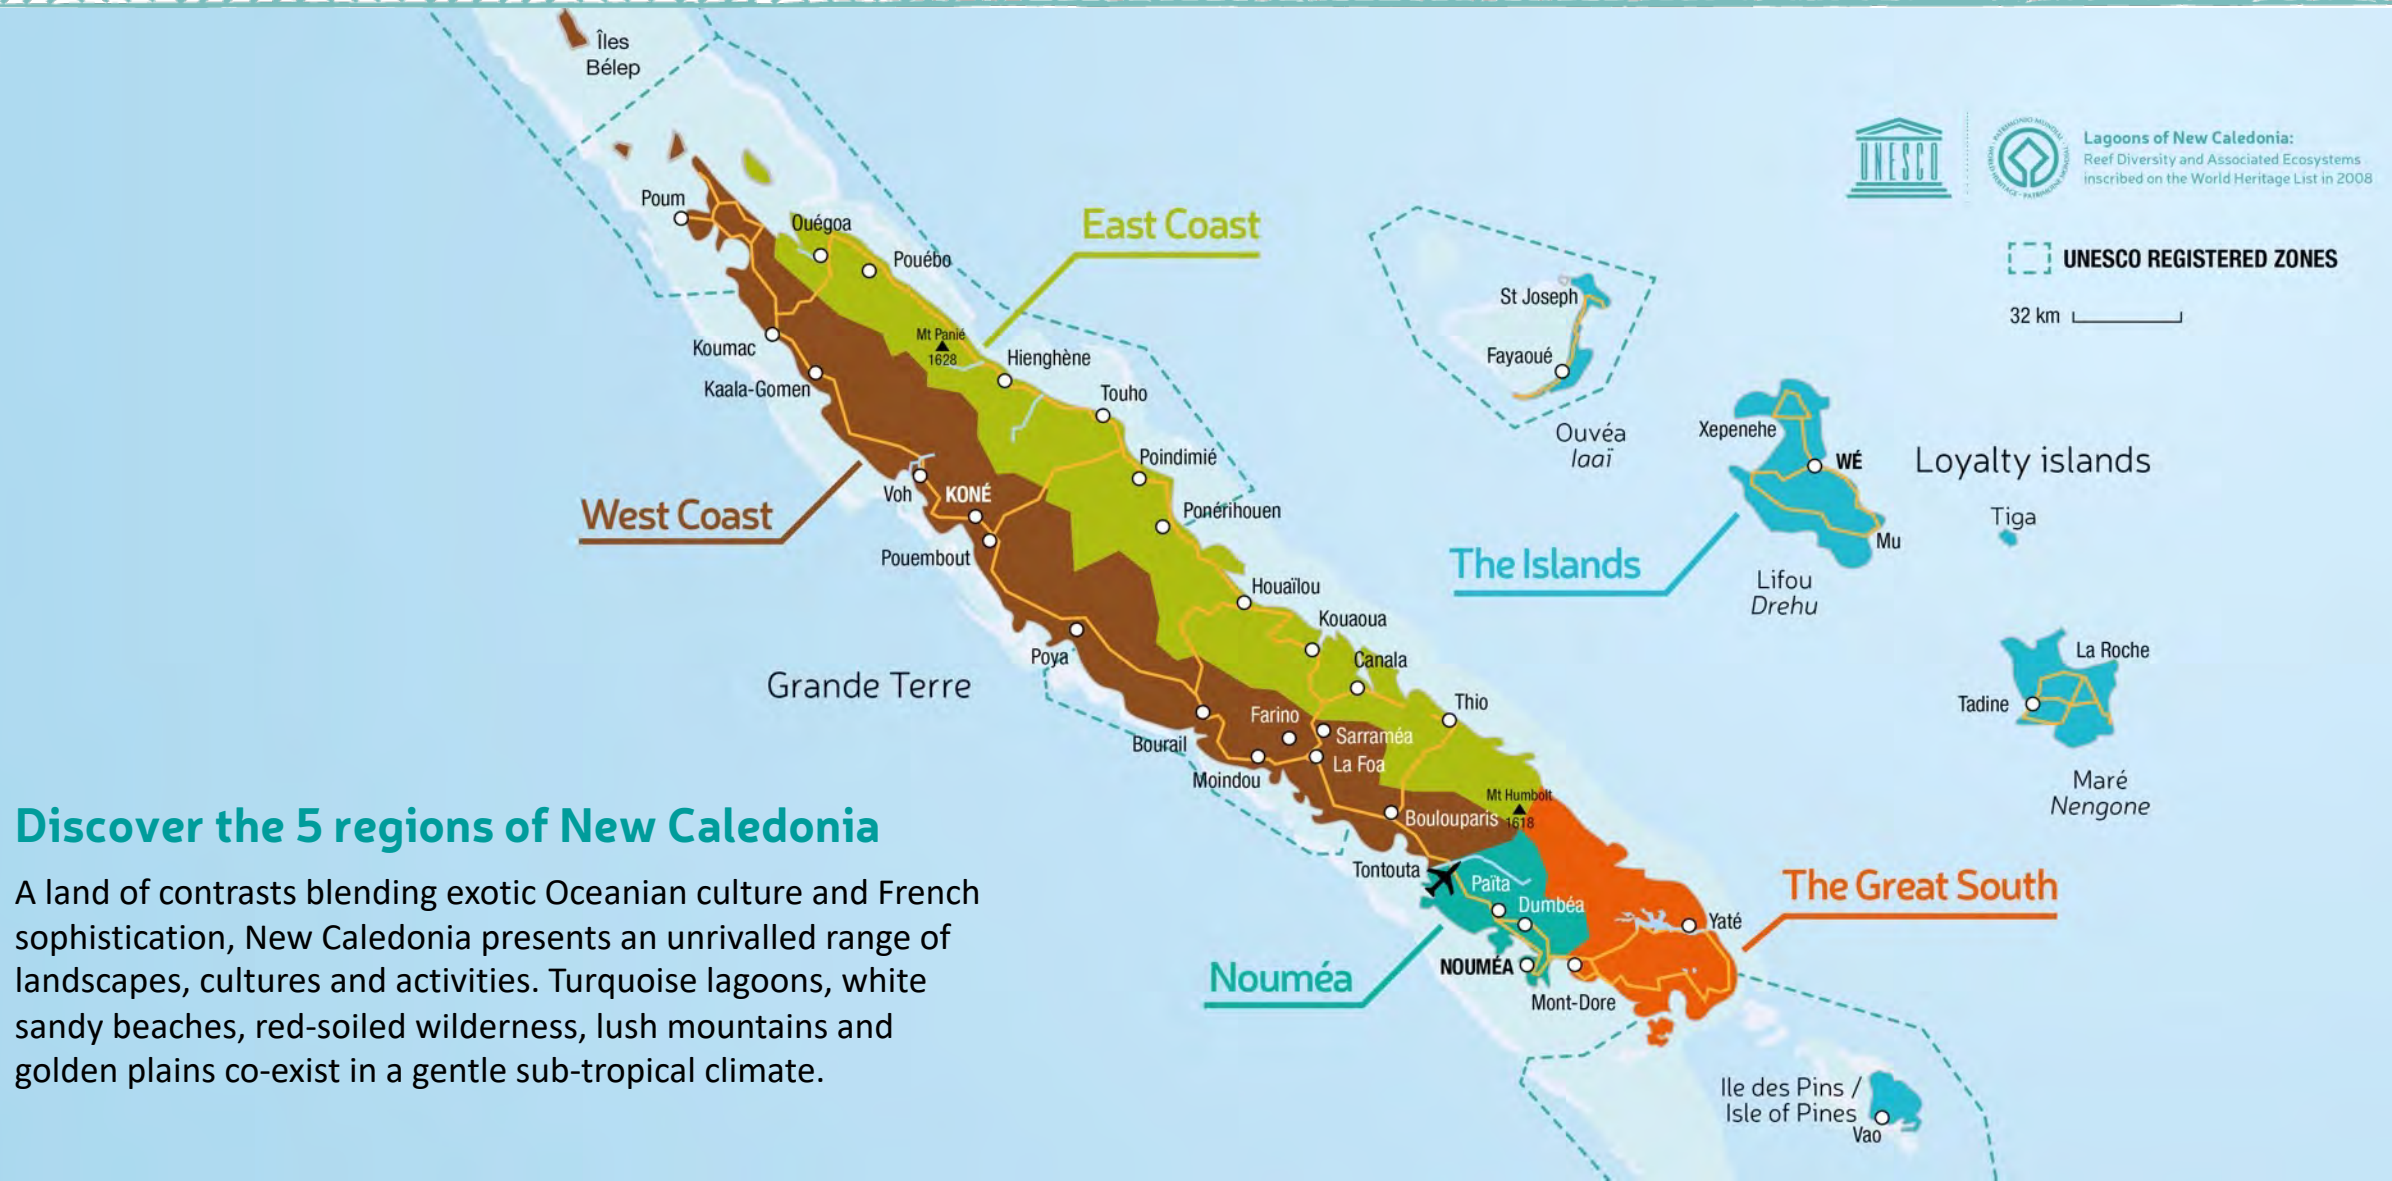 Îles
Bélep
UNESCO
Lagoons of New Caledonia:
Reef Diversity and Associated Ecosystems
inscribed on the World Heritage List in 2008
UNESCO REGISTERED ZONES
32 km
Poum
Ouégoa
Pouébo
East Coast
Mt Panié
1628
Hienghène
Koumac
Kaala-Gomen
Touho
Poindimié
Ponérihouen
Voh
KONÉ
West Coast
Pouembout
Houaïlou
Kouaoua
Canala
Poya
Grande Terre
Thio
Farino
Sarraméa
Bourail
La Foa
Moindou
Mt Humbolt
1618
Boulouparis
Tontouta
Païta
Dumbéa
Nouméa
NOUMÉA
Mont-Dore
Yaté
The Great South
St Joseph
Fayaoué
Ouvéa
Iaaï
Xepenehe
WÉ
Loyalty islands
Tiga
Mu
The Islands
Lifou
Drehu
La Roche
Tadine
Maré
Nengone
Ile des Pins /
Isle of Pines
Vao
Discover the 5 regions of New Caledonia
A land of contrasts blending exotic Oceanian culture and French
sophistication, New Caledonia presents an unrivalled range of
landscapes, cultures and activities. Turquoise lagoons, white
sandy beaches, red-soiled wilderness, lush mountains and
golden plains co-exist in a gentle sub-tropical climate.